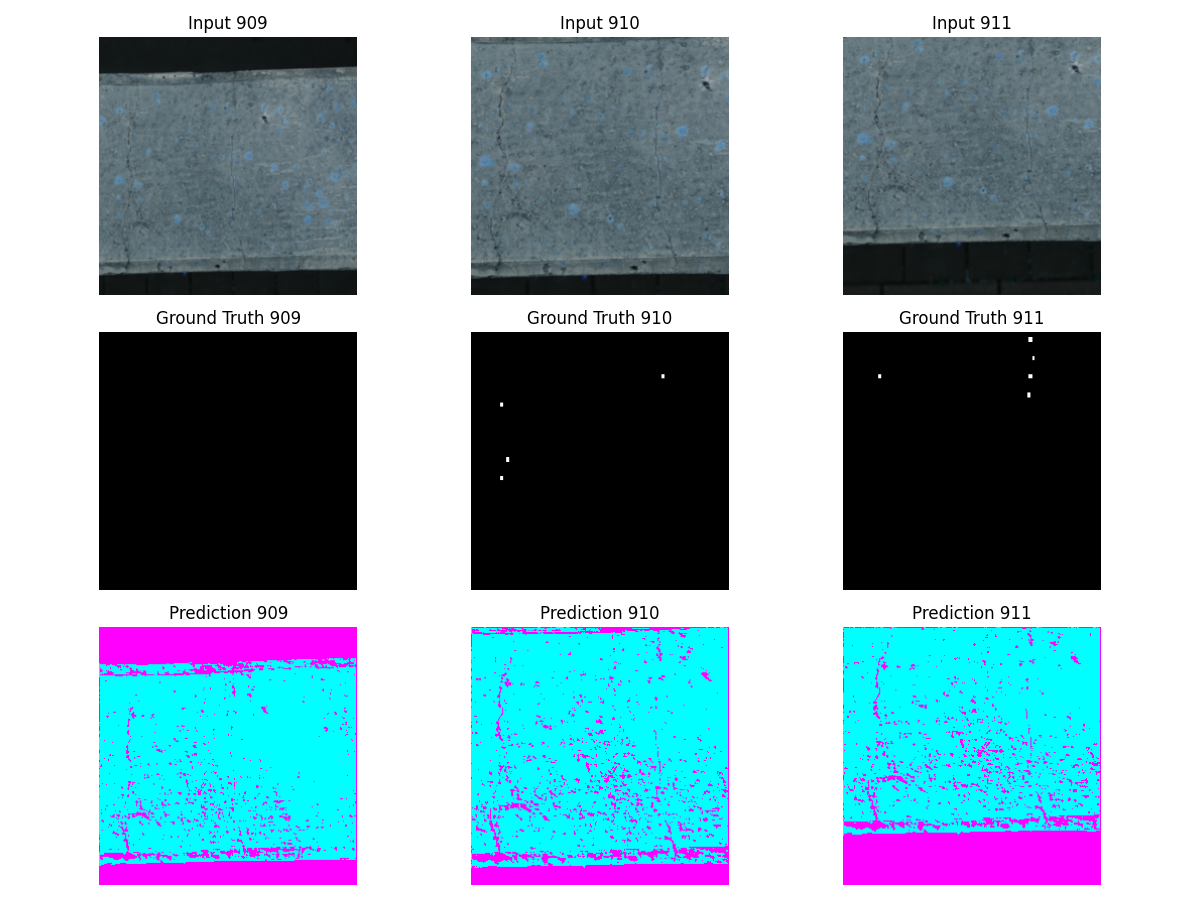 Input 909
Input 910
Input 911
Ground Truth 909
Ground Truth 910
Ground Truth 911
Prediction 909
Prediction 910
Prediction 911